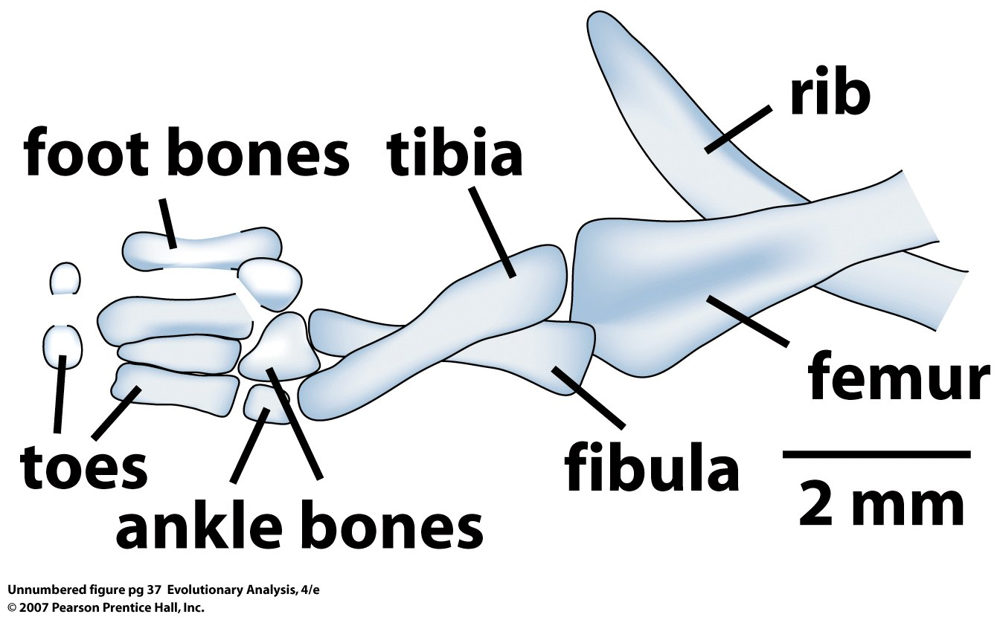 rib
foot bones
tibia
femur
toes
fibula
2 mm
ankle bones
Unnumbered figure pg 37 Evolutionary Analysis, 4/e
© 2007 Pearson Prentice Hall, Inc.